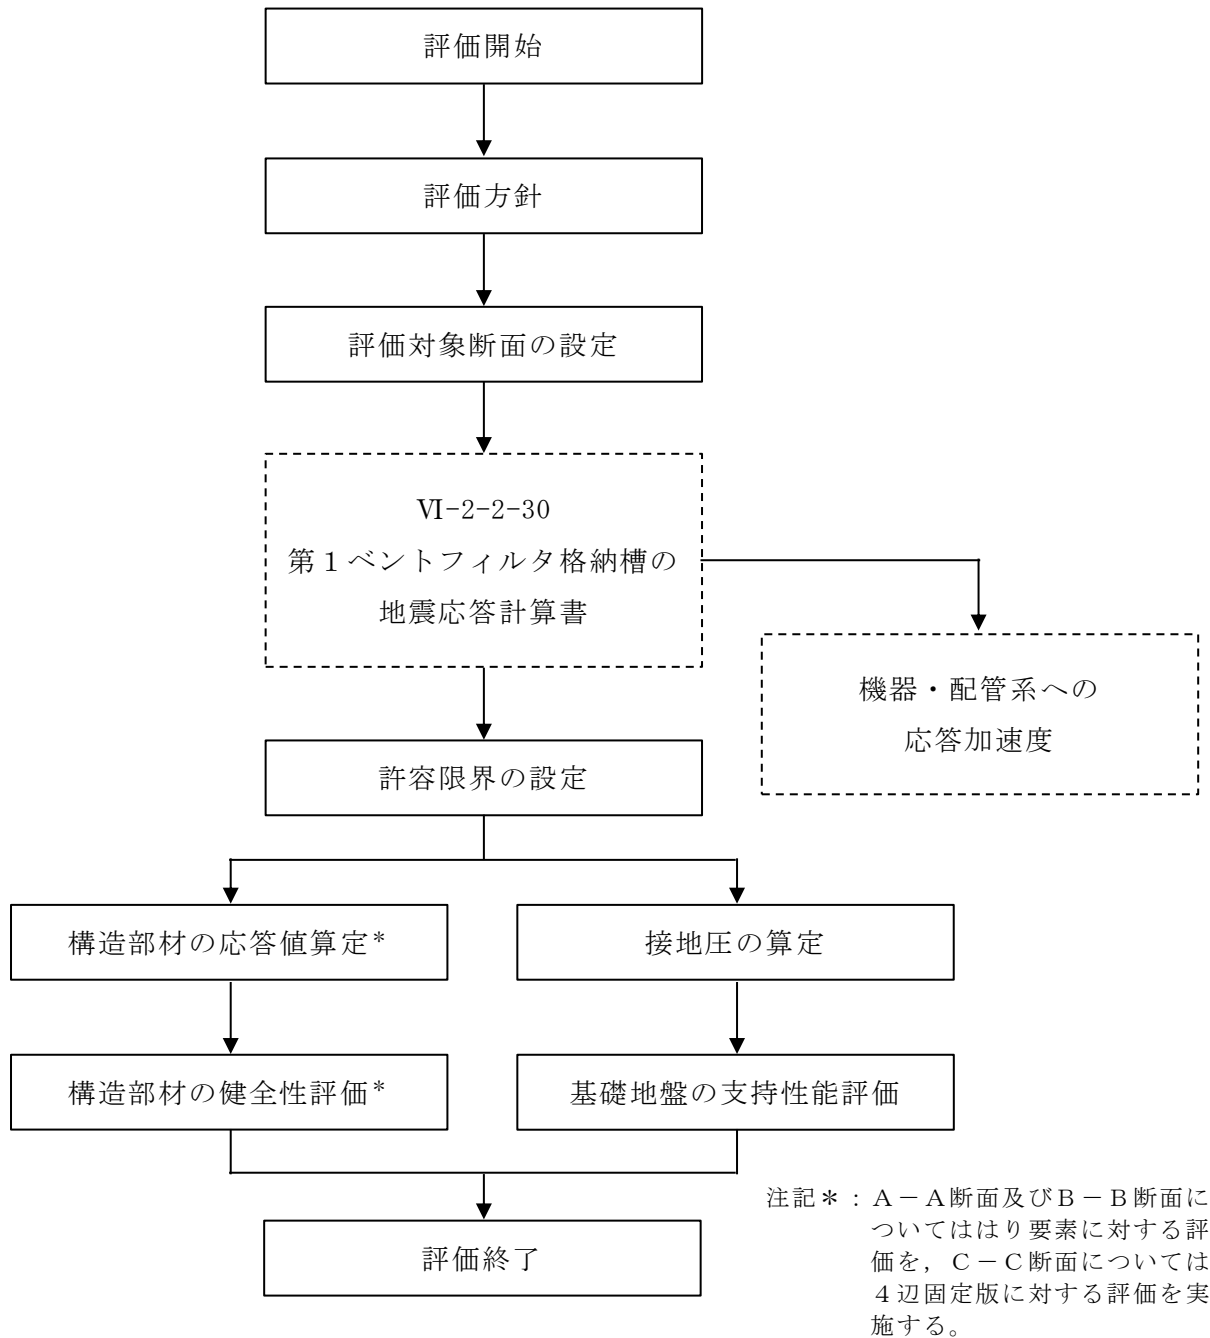 評価開始
評価方針
評価対象断面の設定
Ⅵ-2-2-30
第１ベントフィルタ格納槽の
地震応答計算書
機器・配管系への
応答加速度
許容限界の設定
構造部材の応答値算定*
接地圧の算定
構造部材の健全性評価*
基礎地盤の支持性能評価
評価終了
注記＊：Ａ－Ａ断面及びＢ－Ｂ断面に
ついてははり要素に対する評
価を，Ｃ－Ｃ断面については
４辺固定版に対する評価を実
施する。